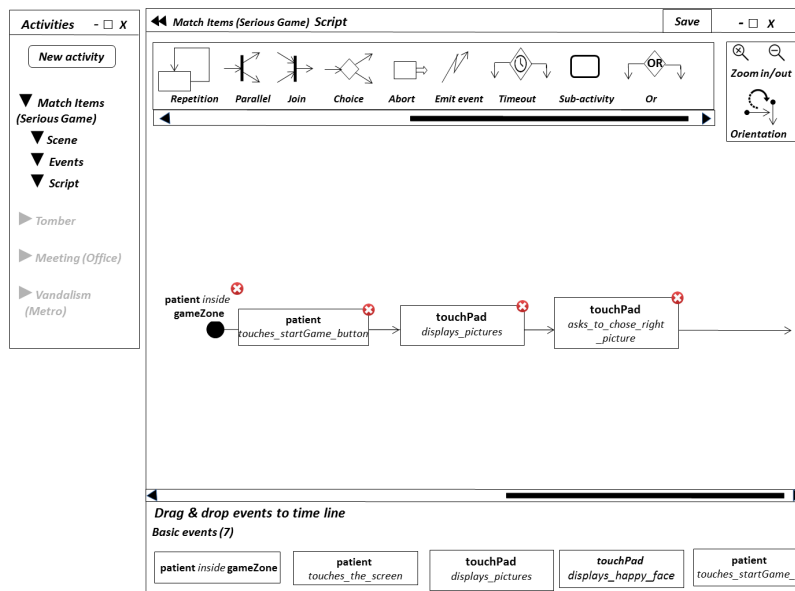 Activities - □ X
New activity
Match Items
(Serious Game)
Scene
Events
Script
Tomber
Meeting (Office)
Vandalism
(Metro)
Match Items (Serious Game) Script
Save
- □ X
Repetition Parallel Join Choice Abort Emit event Timeout Sub-activity Or
OR
Zoom in/out
Orientation
patient inside
gameZone
patient
touches_startGame_button
touchPad
displays_pictures
touchPad
asks_to_chose_right
_picture
Drag & drop events to time line
Basic events (7)
patient inside gameZone
patient
touches_the_screen
touchPad
displays_pictures
touchPad
displays_happy_face
patient
touches_startGame_